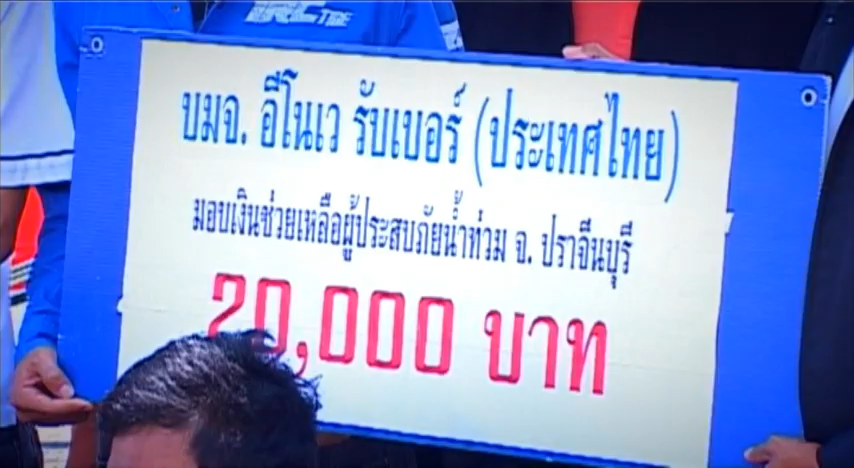 บมจ. อีโนเว รับเบอร์ (ประเทศไทย)
มอบเงินช่วยเหลือผู้ประสบภัยน้ำท่วม จ. ปราจีนบุรี
20,000 บาท